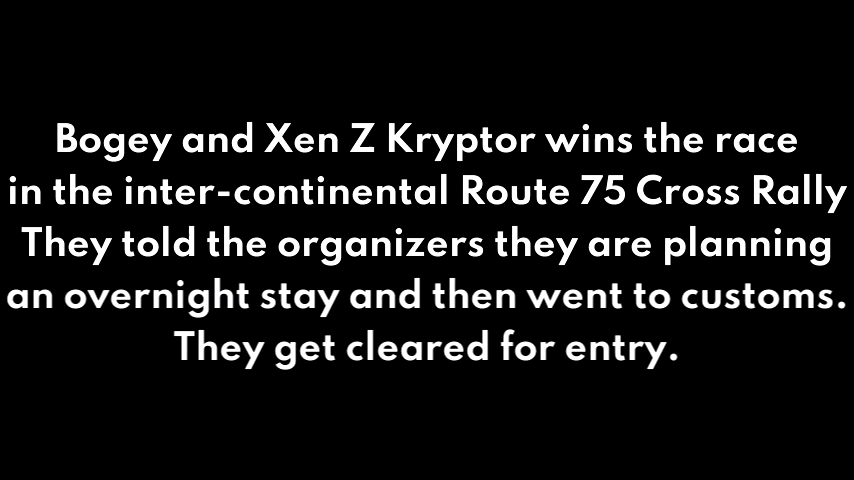 Bogey and Xen Z Kryptor wins the race
in the inter-continental Route 75 Cross Rally
They told the organizers they are planning
an overnight stay and then went to customs.
They get cleared for entry.